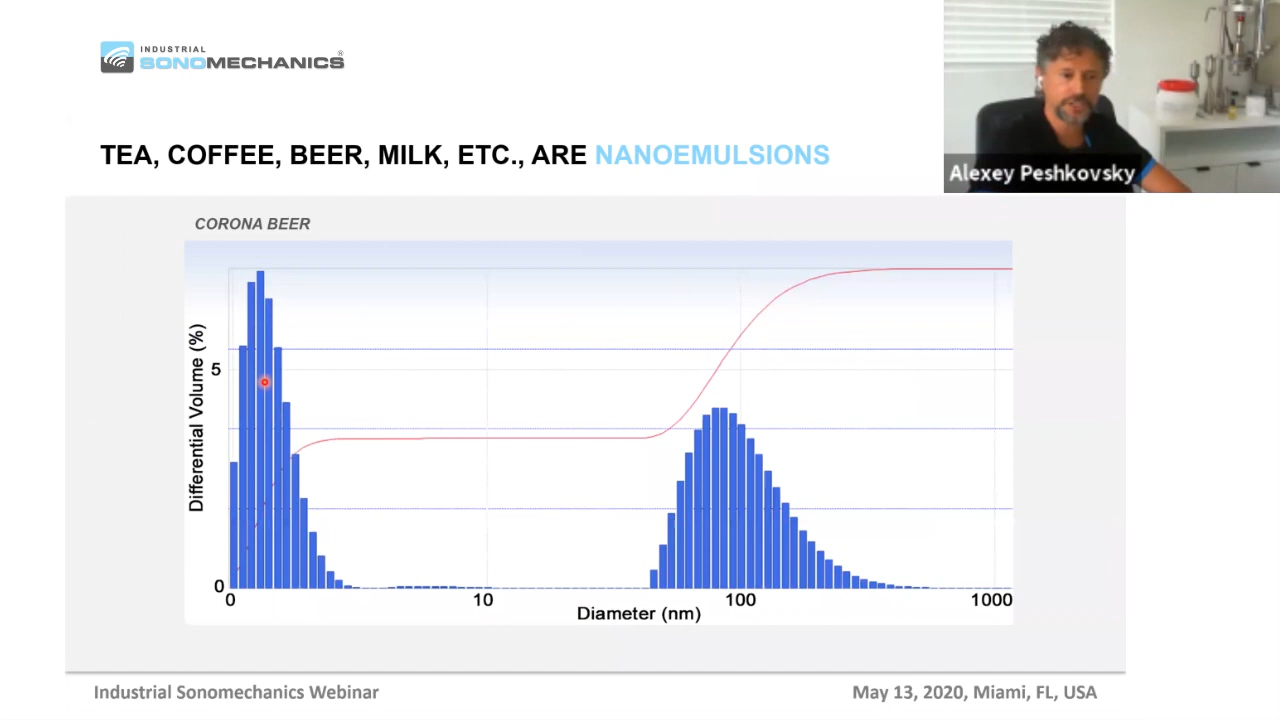 INDUSTRIAL
SONOMECHANICS®
TEA, COFFEE, BEER, MILK, ETC., ARE NANOEMULSIONS
Alexey Peshkovsky
CORONA BEER
Differential Volume (%)
5
0
0 10 100 1000
Diameter (nm)
Industrial Sonomechanics Webinar
May 13, 2020, Miami, FL, USA